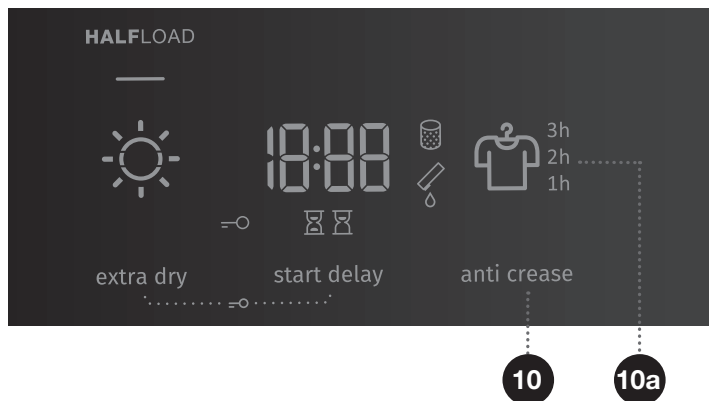 HALFLOAD
18:88
3h
2h
1h
extra dry
start delay
anti crease
10
10a